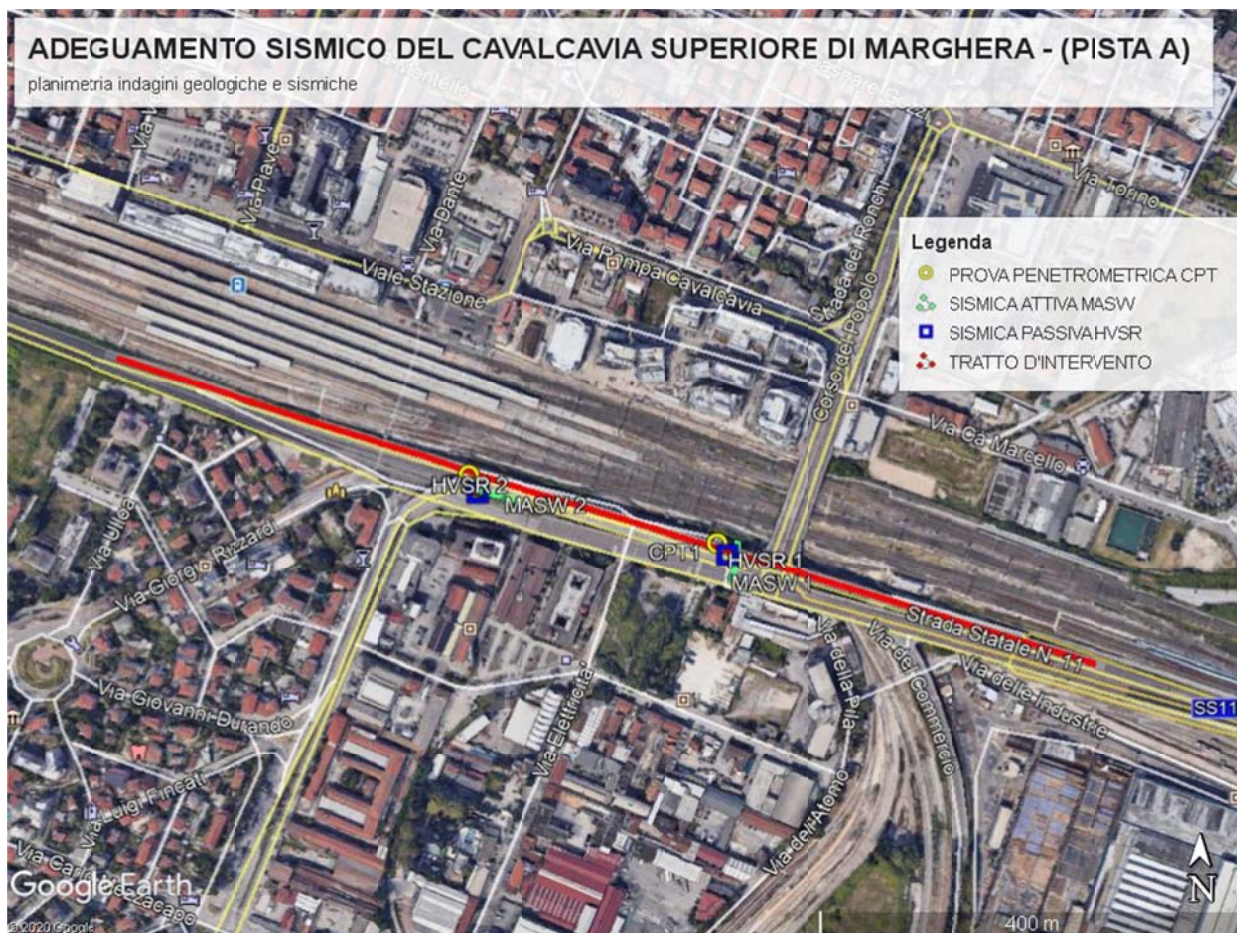 ADEGUAMENTO SISMICO DEL CAVALCAVIA SUPERIORE DI MARGHERA - (PISTA A)
planimetria indagini geologiche e sismiche
Via Piave
Via Dante
Viale Stazione
Via Rampa Cavalcavia
Via Torino
Corso del Popolo
Legenda
PROVA PENETROMETRICA CPT
SISMICA ATTIVA MASW
SISMICA PASSIVA HVSR
TRATTO D'INTERVENTO
Via Cà Marcello
HVSR 2
MASW 2
CPT1
HVSR 1
MASW 1
Via Ulloa
Via Giorgio Rizzardi
Strada Statale N. 11
Via della Pila
Via del Commercio
Via delle Industrie
SS11
Via Giovanni Durando
Via Elettricità
Via Luigi Fincati
Via dell'Atomo
Google Earth
© 2020 Google
N
400 m